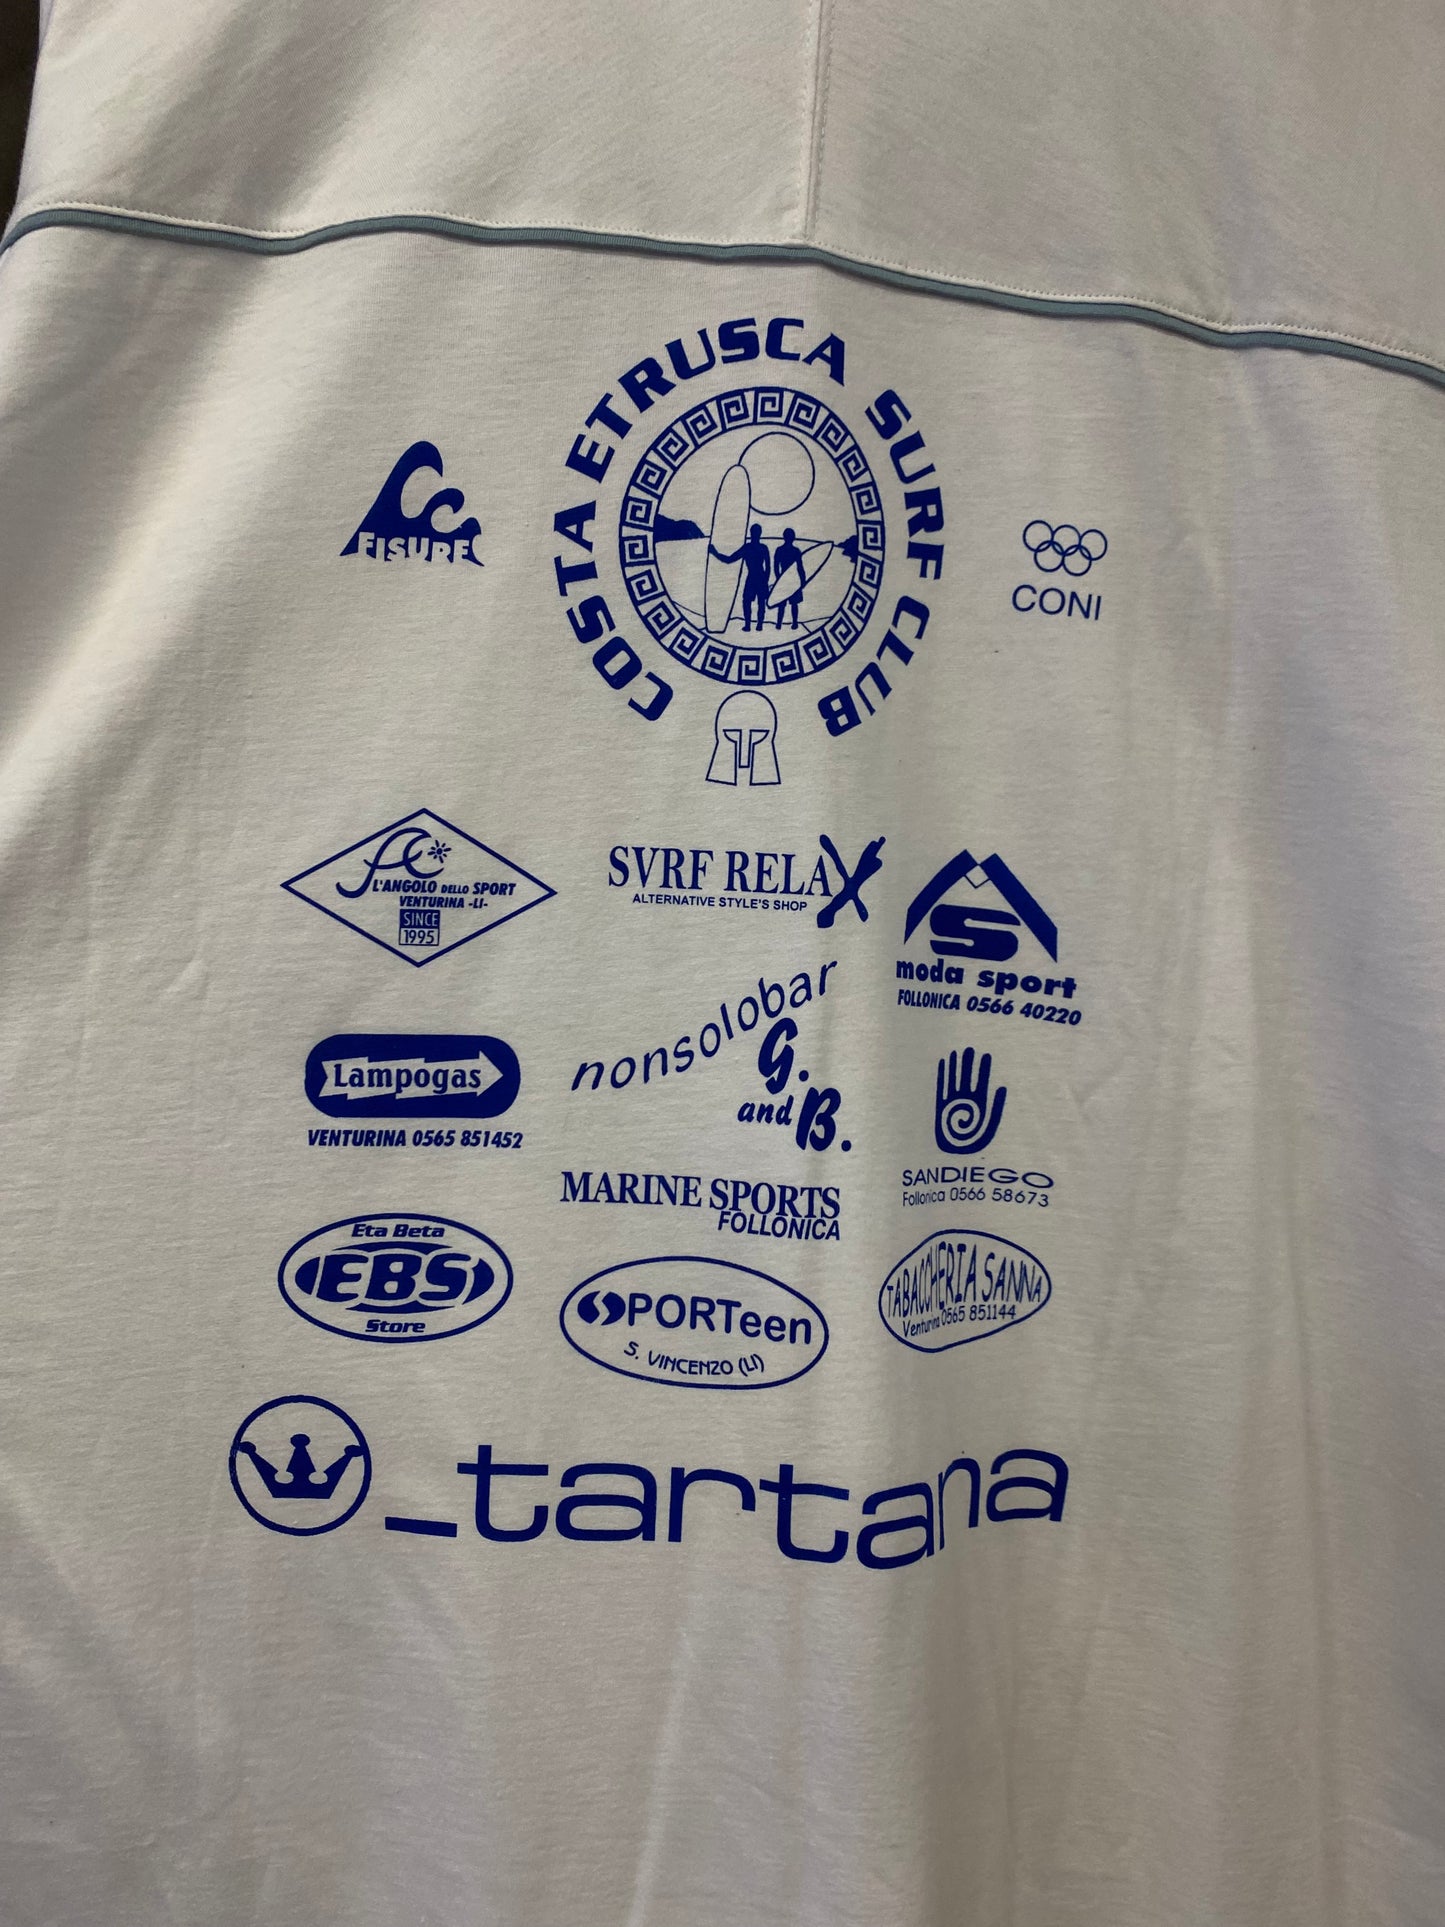 COSTA ETRUSCA SURF CLUB
FISURF
CONI
L'ANGOLO DELLO SPORT
VENTURINA -LI-
SINCE
1995
SVRF RELAX
ALTERNATIVE STYLE'S SHOP
MS
moda sport
FOLLONICA 0566 40220
Lampogas
VENTURINA 0565 851452
nonsolobar
G.
and B.
SANDIEGO
Follonica 0566 58673
MARINE SPORTS
FOLLONICA
Eta Beta
EBS
Store
SPORTeen
S. VINCENZO (LI)
TABACCHERIA SANNA
Venturina 0565 851144
_tartana